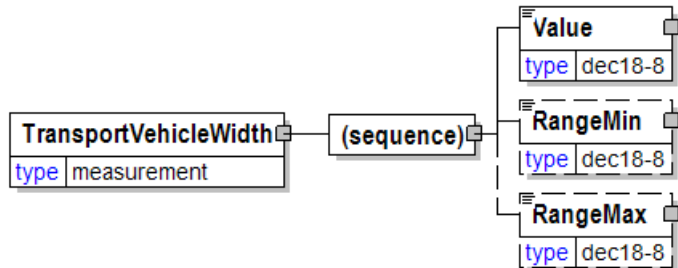 Value
type dec18-8
TransportVehicleWidth
type measurement
(sequence)
RangeMin
type dec18-8
RangeMax
type dec18-8